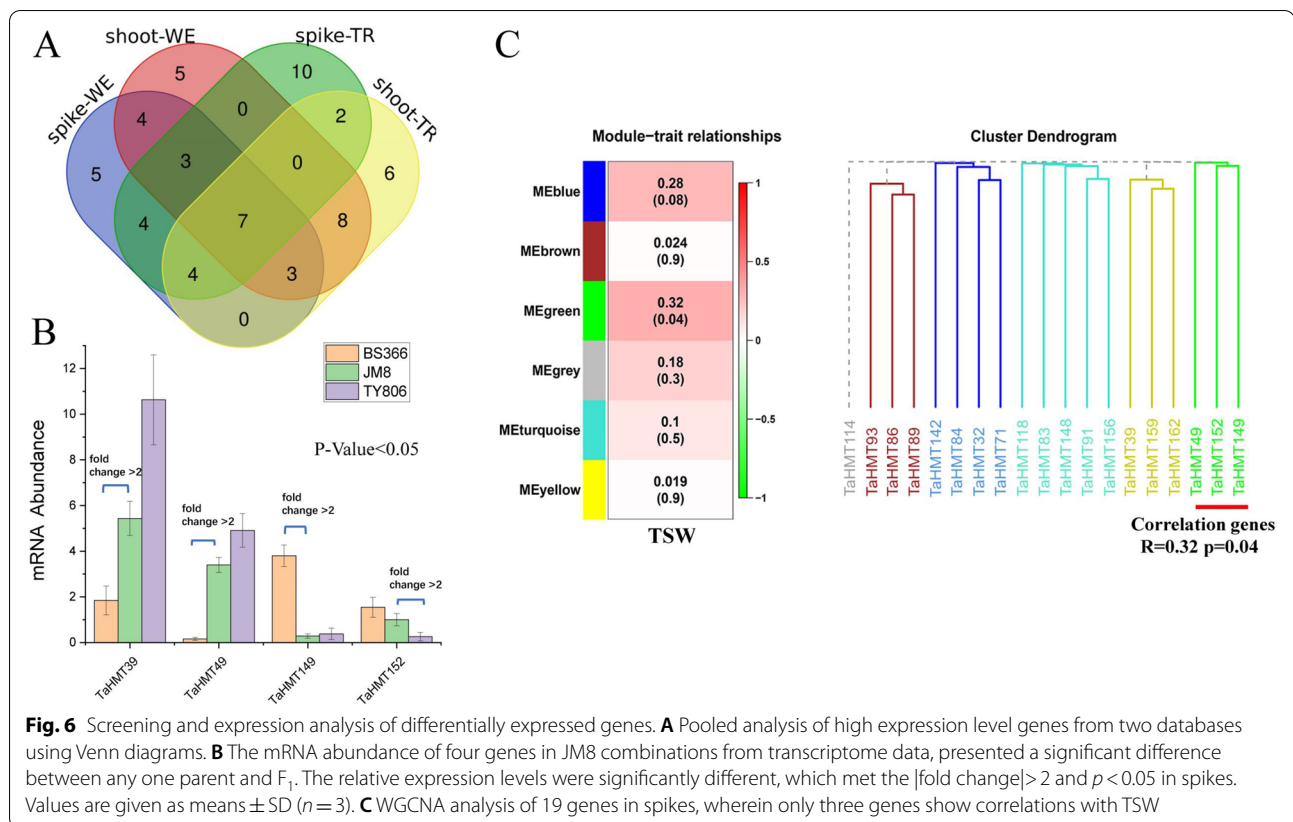 A
shoot-WE
spike-TR
spike-WE
shoot-TR
5
10
4
0
2
5
3
0
6
4
7
8
4
3
0
B
mRNA Abundance
12
10
8
6
4
2
0
BS366
JM8
TY806
P-Value<0.05
fold
change >2
fold
change >2
fold
change >2
fold
change >2
TaHMT39
TaHMT49
TaHMT149
TaHMT152
C
Module−trait relationships
MEblue
0.28
(0.08)
MEbrown
0.024
(0.9)
MEgreen
0.32
(0.04)
MEgrey
0.18
(0.3)
MEturquoise
0.1
(0.5)
MEyellow
0.019
(0.9)
TSW
1
0.5
0
−0.5
−1
Cluster Dendrogram
TaHMT114
TaHMT93
TaHMT86
TaHMT89
TaHMT142
TaHMT84
TaHMT32
TaHMT71
TaHMT118
TaHMT83
TaHMT148
TaHMT91
TaHMT156
TaHMT39
TaHMT159
TaHMT162
TaHMT49
TaHMT152
TaHMT149
Correlation genes
R=0.32 p=0.04
Fig. 6 Screening and expression analysis of differentially expressed genes. A Pooled analysis of high expression level genes from two databases
using Venn diagrams. B The mRNA abundance of four genes in JM8 combinations from transcriptome data, presented a significant difference
between any one parent and F₁. The relative expression levels were significantly different, which met the |fold change| > 2 and p < 0.05 in spikes.
Values are given as means ± SD (n = 3). C WGCNA analysis of 19 genes in spikes, wherein only three genes show correlations with TSW